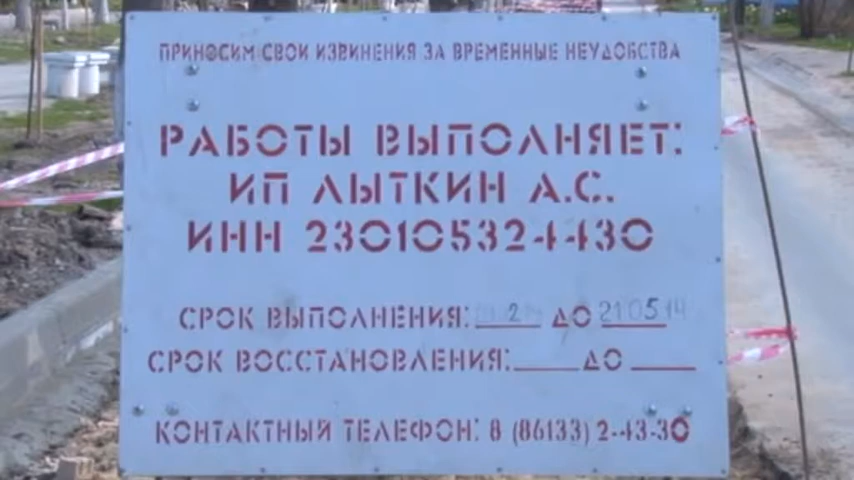 ПРИНОСИМ СВОИ ИЗВИНЕНИЯ ЗА ВРЕМЕННЫЕ НЕУДОБСТВА
РАБОТЫ ВЫПОЛНЯЕТ:
ИП ЛЫТКИН А.С.
ИНН 230105324430
СРОК ВЫПОЛНЕНИЯ: ДО 21 05 14
СРОК ВОССТАНОВЛЕНИЯ: ДО
КОНТАКТНЫЙ ТЕЛЕФОН: 8 (86133) 2-43-30